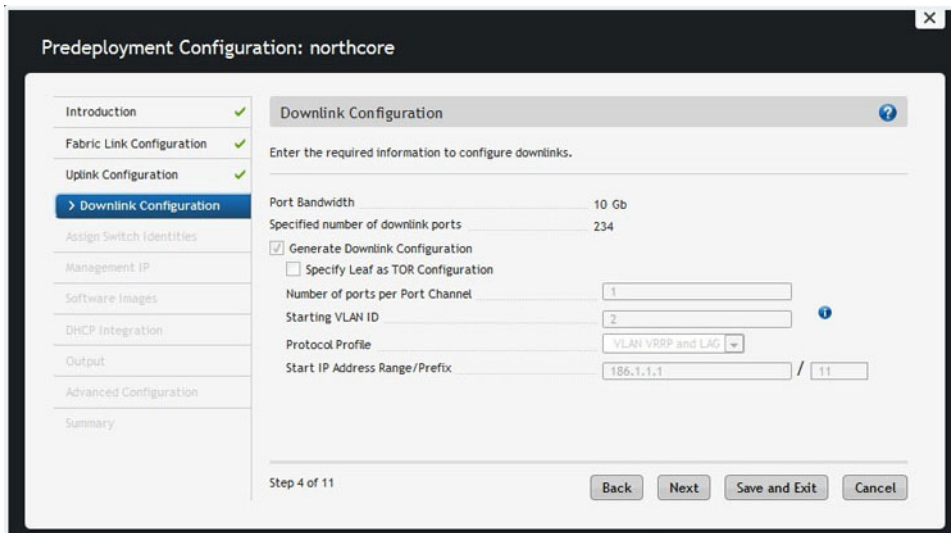 Predeployment Configuration: northcore
Introduction
Fabric Link Configuration
Uplink Configuration
> Downlink Configuration
Assign Switch Identities
Management IP
Software Images
DHCP Integration
Output
Advanced Configuration
Summary
Downlink Configuration
Enter the required information to configure downlinks.
Port Bandwidth 10 Gb
Specified number of downlink ports 234
Generate Downlink Configuration
Specify Leaf as TOR Configuration
Number of ports per Port Channel 1
Starting VLAN ID 2
Protocol Profile VLAN VRRP and LAG
Start IP Address Range/Prefix 186.1.1.1 / 11
Step 4 of 11
Back Next Save and Exit Cancel